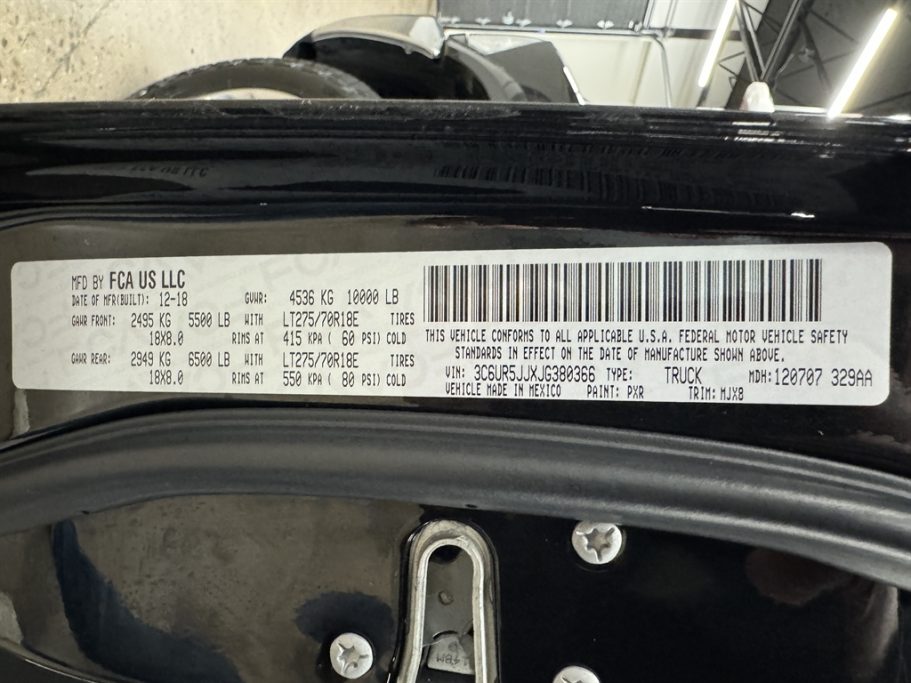 MFD BY FCA US LLC
DATE OF MFR(BUILT): 12-18 GVWR: 4536 KG 10000 LB
GAWR FRONT: 2495 KG 5500 LB WITH LT275/70R18E TIRES
18X8.0 RIMS AT 415 KPA ( 60 PSI) COLD
GAWR REAR: 2949 KG 6500 LB WITH LT275/70R18E TIRES
18X8.0 RIMS AT 550 KPA ( 80 PSI) COLD
THIS VEHICLE CONFORMS TO ALL APPLICABLE U.S.A. FEDERAL MOTOR VEHICLE SAFETY
STANDARDS IN EFFECT ON THE DATE OF MANUFACTURE SHOWN ABOVE.
VIN: 3C6UR5JJXJG380366 TYPE: TRUCK MDH: 120707 329AA
VEHICLE MADE IN MEXICO PAINT: PXR TRIM: MJX8